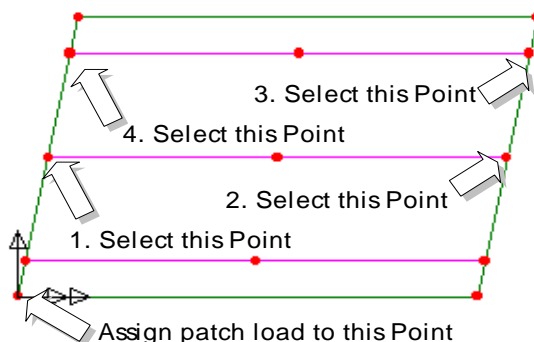 3. Select this Point
4. Select this Point
2. Select this Point
1. Select this Point
Assign patch load to this Point